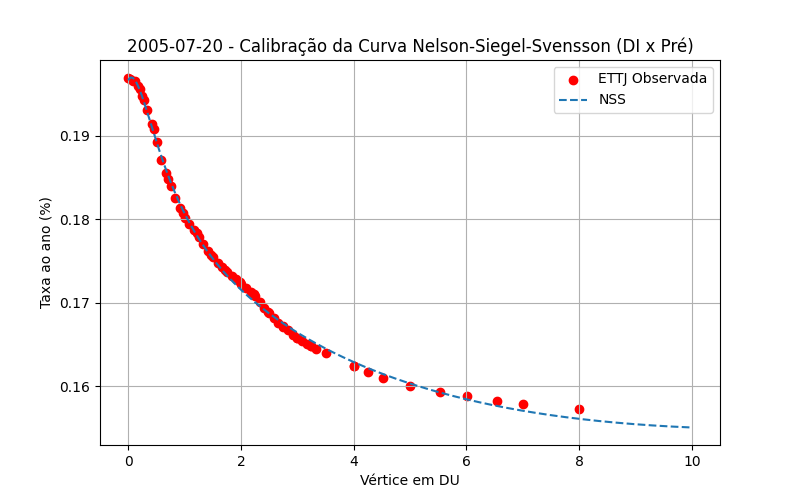 2005-07-20 - Calibração da Curva Nelson-Siegel-Svensson (DI x Pré)
ETTJ Observada
NSS
Taxa ao ano (%)
0.19
0.18
0.17
0.16
0 2 4 6 8 10
Vértice em DU